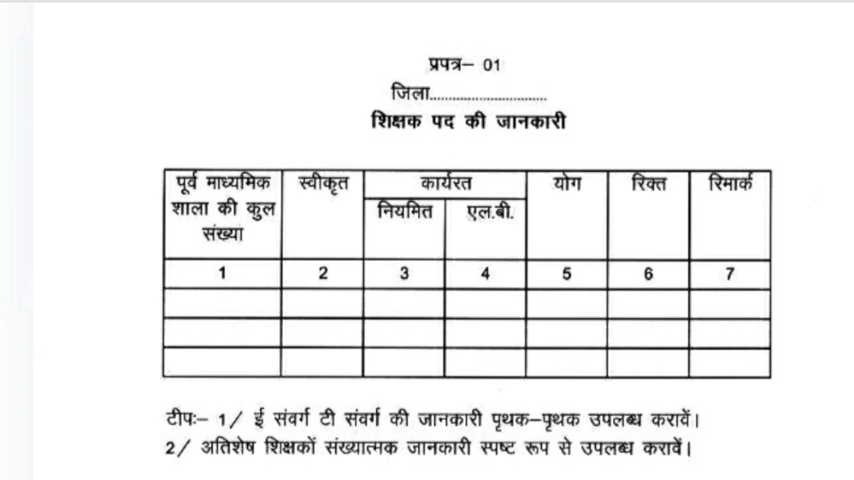 प्रपत्र– 01
जिला..............................
शिक्षक पद की जानकारी
पूर्व माध्यमिक शाला की कुल संख्या स्वीकृत कार्यरत योग रिक्त रिमार्क
नियमित एल.बी.
1 2 3 4 5 6 7
टीपः– 1/ ई संवर्ग टी संवर्ग की जानकारी पृथक–पृथक उपलब्ध करावें।
2/ अतिशेष शिक्षकों संख्यात्मक जानकारी स्पष्ट रूप से उपलब्ध करावें।